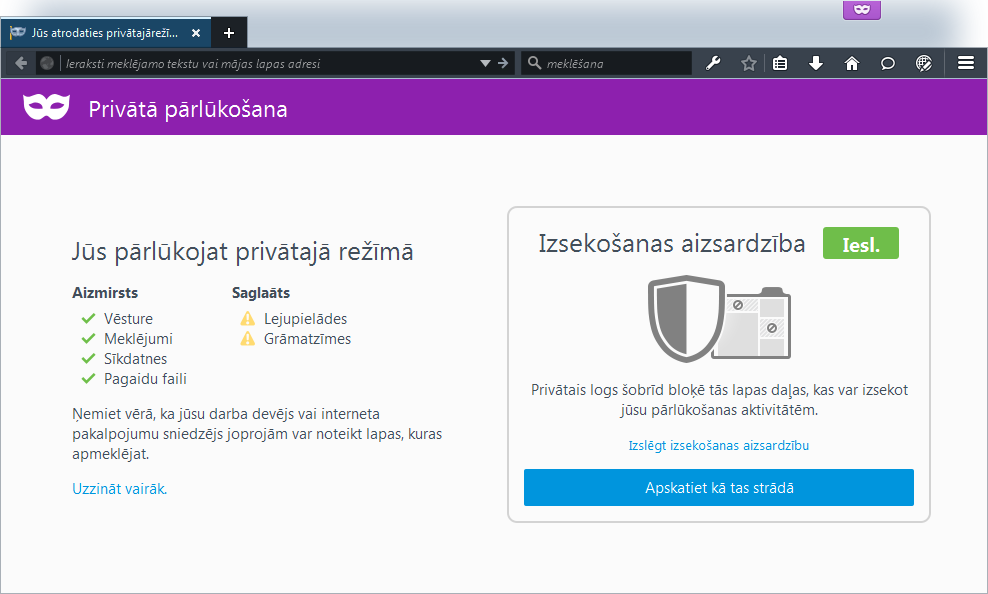 Jūs atrodaties privātajārežī...
Ieraksti meklējamo tekstu vai mājas lapas adresi
meklēšana
Privātā pārlūkošana
Jūs pārlūkojat privātajā režīmā
Aizmirsts
Vēsture
Meklējumi
Sīkdatnes
Pagaidu faili
Saglaāts
Lejupielādes
Grāmatzīmes
Ņemiet vērā, ka jūsu darba devējs vai interneta
pakalpojumu sniedzējs joprojām var noteikt lapas, kuras
apmeklējat.
Uzzināt vairāk.
Izsekošanas aizsardzība
Iesl.
Privātais logs šobrīd bloķē tās lapas daļas, kas var izsekot
jūsu pārlūkošanas aktivitātēm.
Izslēgt izsekošanas aizsardzību
Apskatiet kā tas strādā